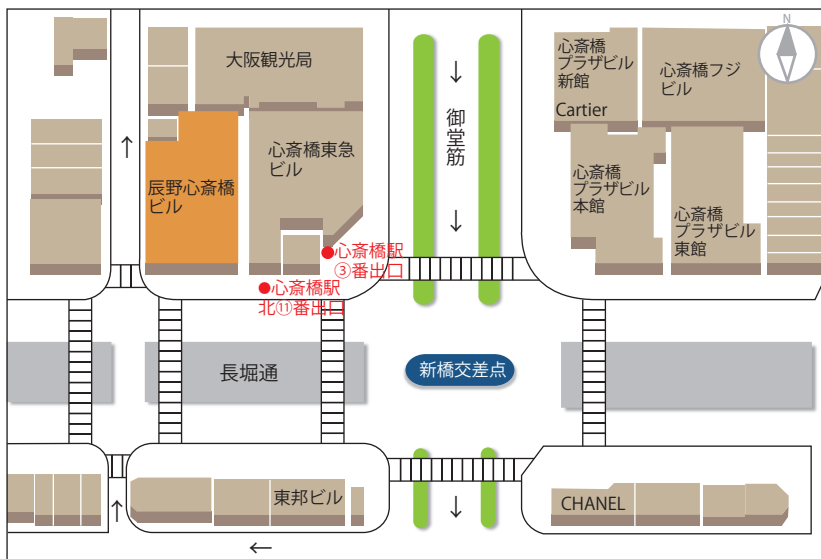 大阪観光局
心斎橋
プラザビル
新館
Cartier
心斎橋フジ
ビル
N
御堂筋
心斎橋東急
ビル
辰野心斎橋
ビル
心斎橋
プラザビル
本館
心斎橋
プラザビル
東館
心斎橋駅
③番出口
心斎橋駅
北⑪番出口
長堀通
新橋交差点
東邦ビル
CHANEL